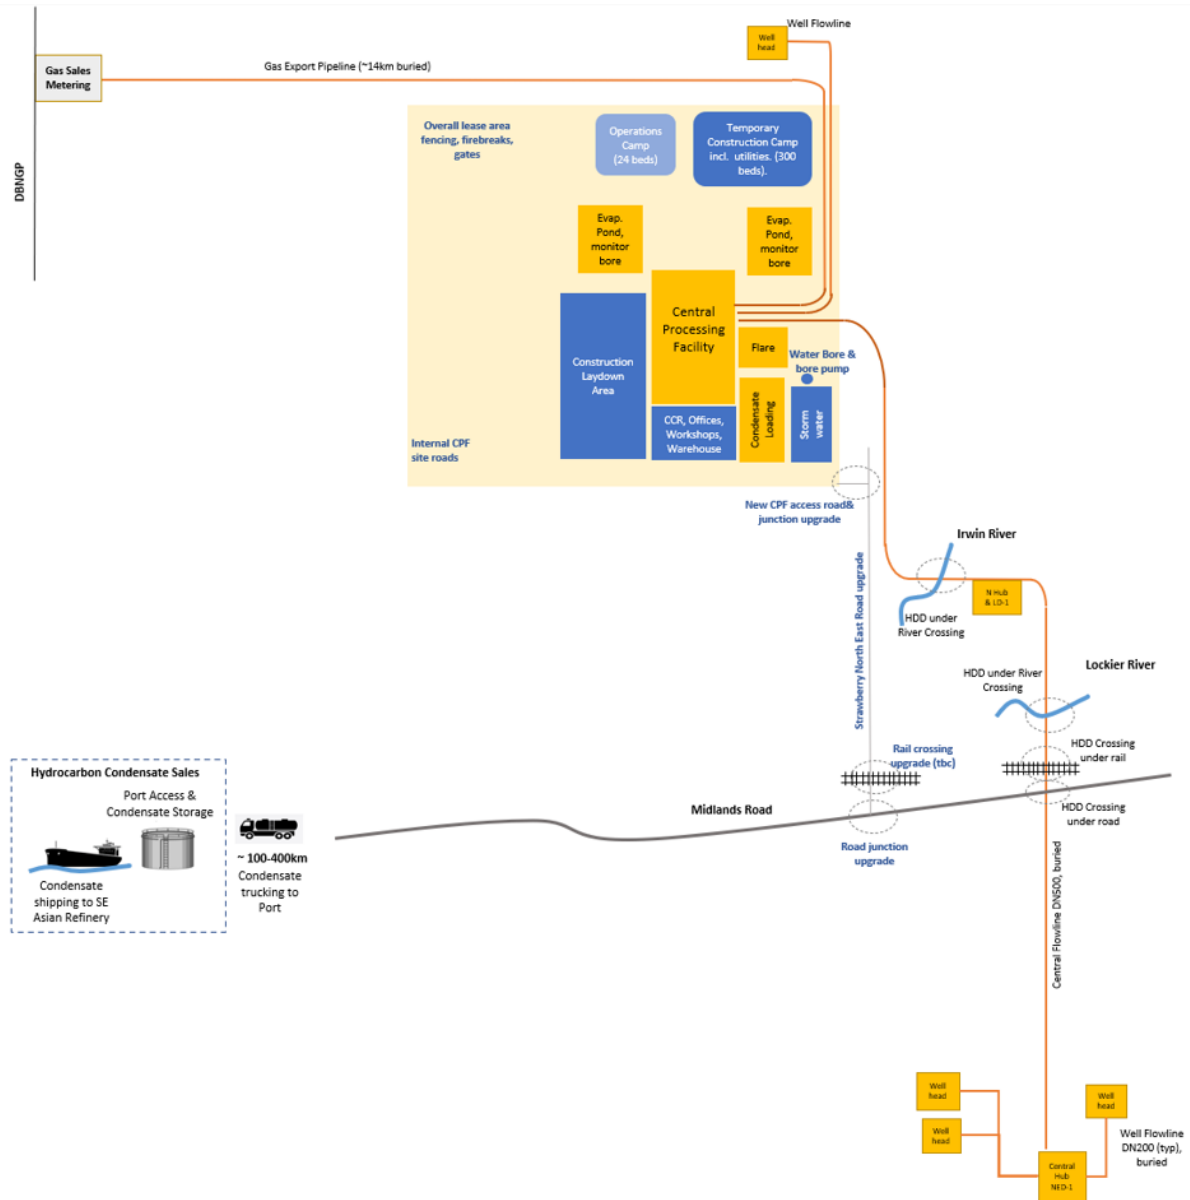 Well Flowline
Well
head
Gas Export Pipeline (~14km buried)
Gas Sales
Metering
DBNGP
Overall lease area
fencing, firebreaks,
gates
Operations
Camp
(24 beds)
Temporary
Construction Camp
incl. utilities. (300
beds).
Evap.
Pond,
monitor
bore
Evap.
Pond,
monitor
bore
Central
Processing
Facility
Construction
Laydown
Area
Flare
Water Bore &
bore pump
Condensate
Loading
Storm
water
CCR, Offices,
Workshops,
Warehouse
Internal CPF
site roads
New CPF access road&
junction upgrade
Irwin River
Strawberry North East Road upgrade
N Hub
& LD-1
HDD under
River Crossing
Lockier River
HDD under River
Crossing
Rail crossing
upgrade (tbc)
HDD Crossing
under rail
HDD Crossing
under road
Midlands Road
Road junction
upgrade
Hydrocarbon Condensate Sales
Port Access &
Condensate Storage
Condensate
shipping to SE
Asian Refinery
~ 100-400km
Condensate
trucking to
Port
Central Flowline DN500, buried
Well
head
Well
head
Well
head
Well Flowline
DN200 (typ),
buried
Central
Hub
NED-1